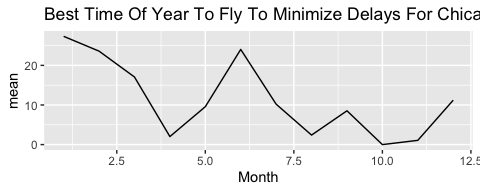 Best Time Of Year To Fly To Minimize Delays For Chica
mean
20
10
0
2.5 5.0 7.5 10.0 12.5
Month